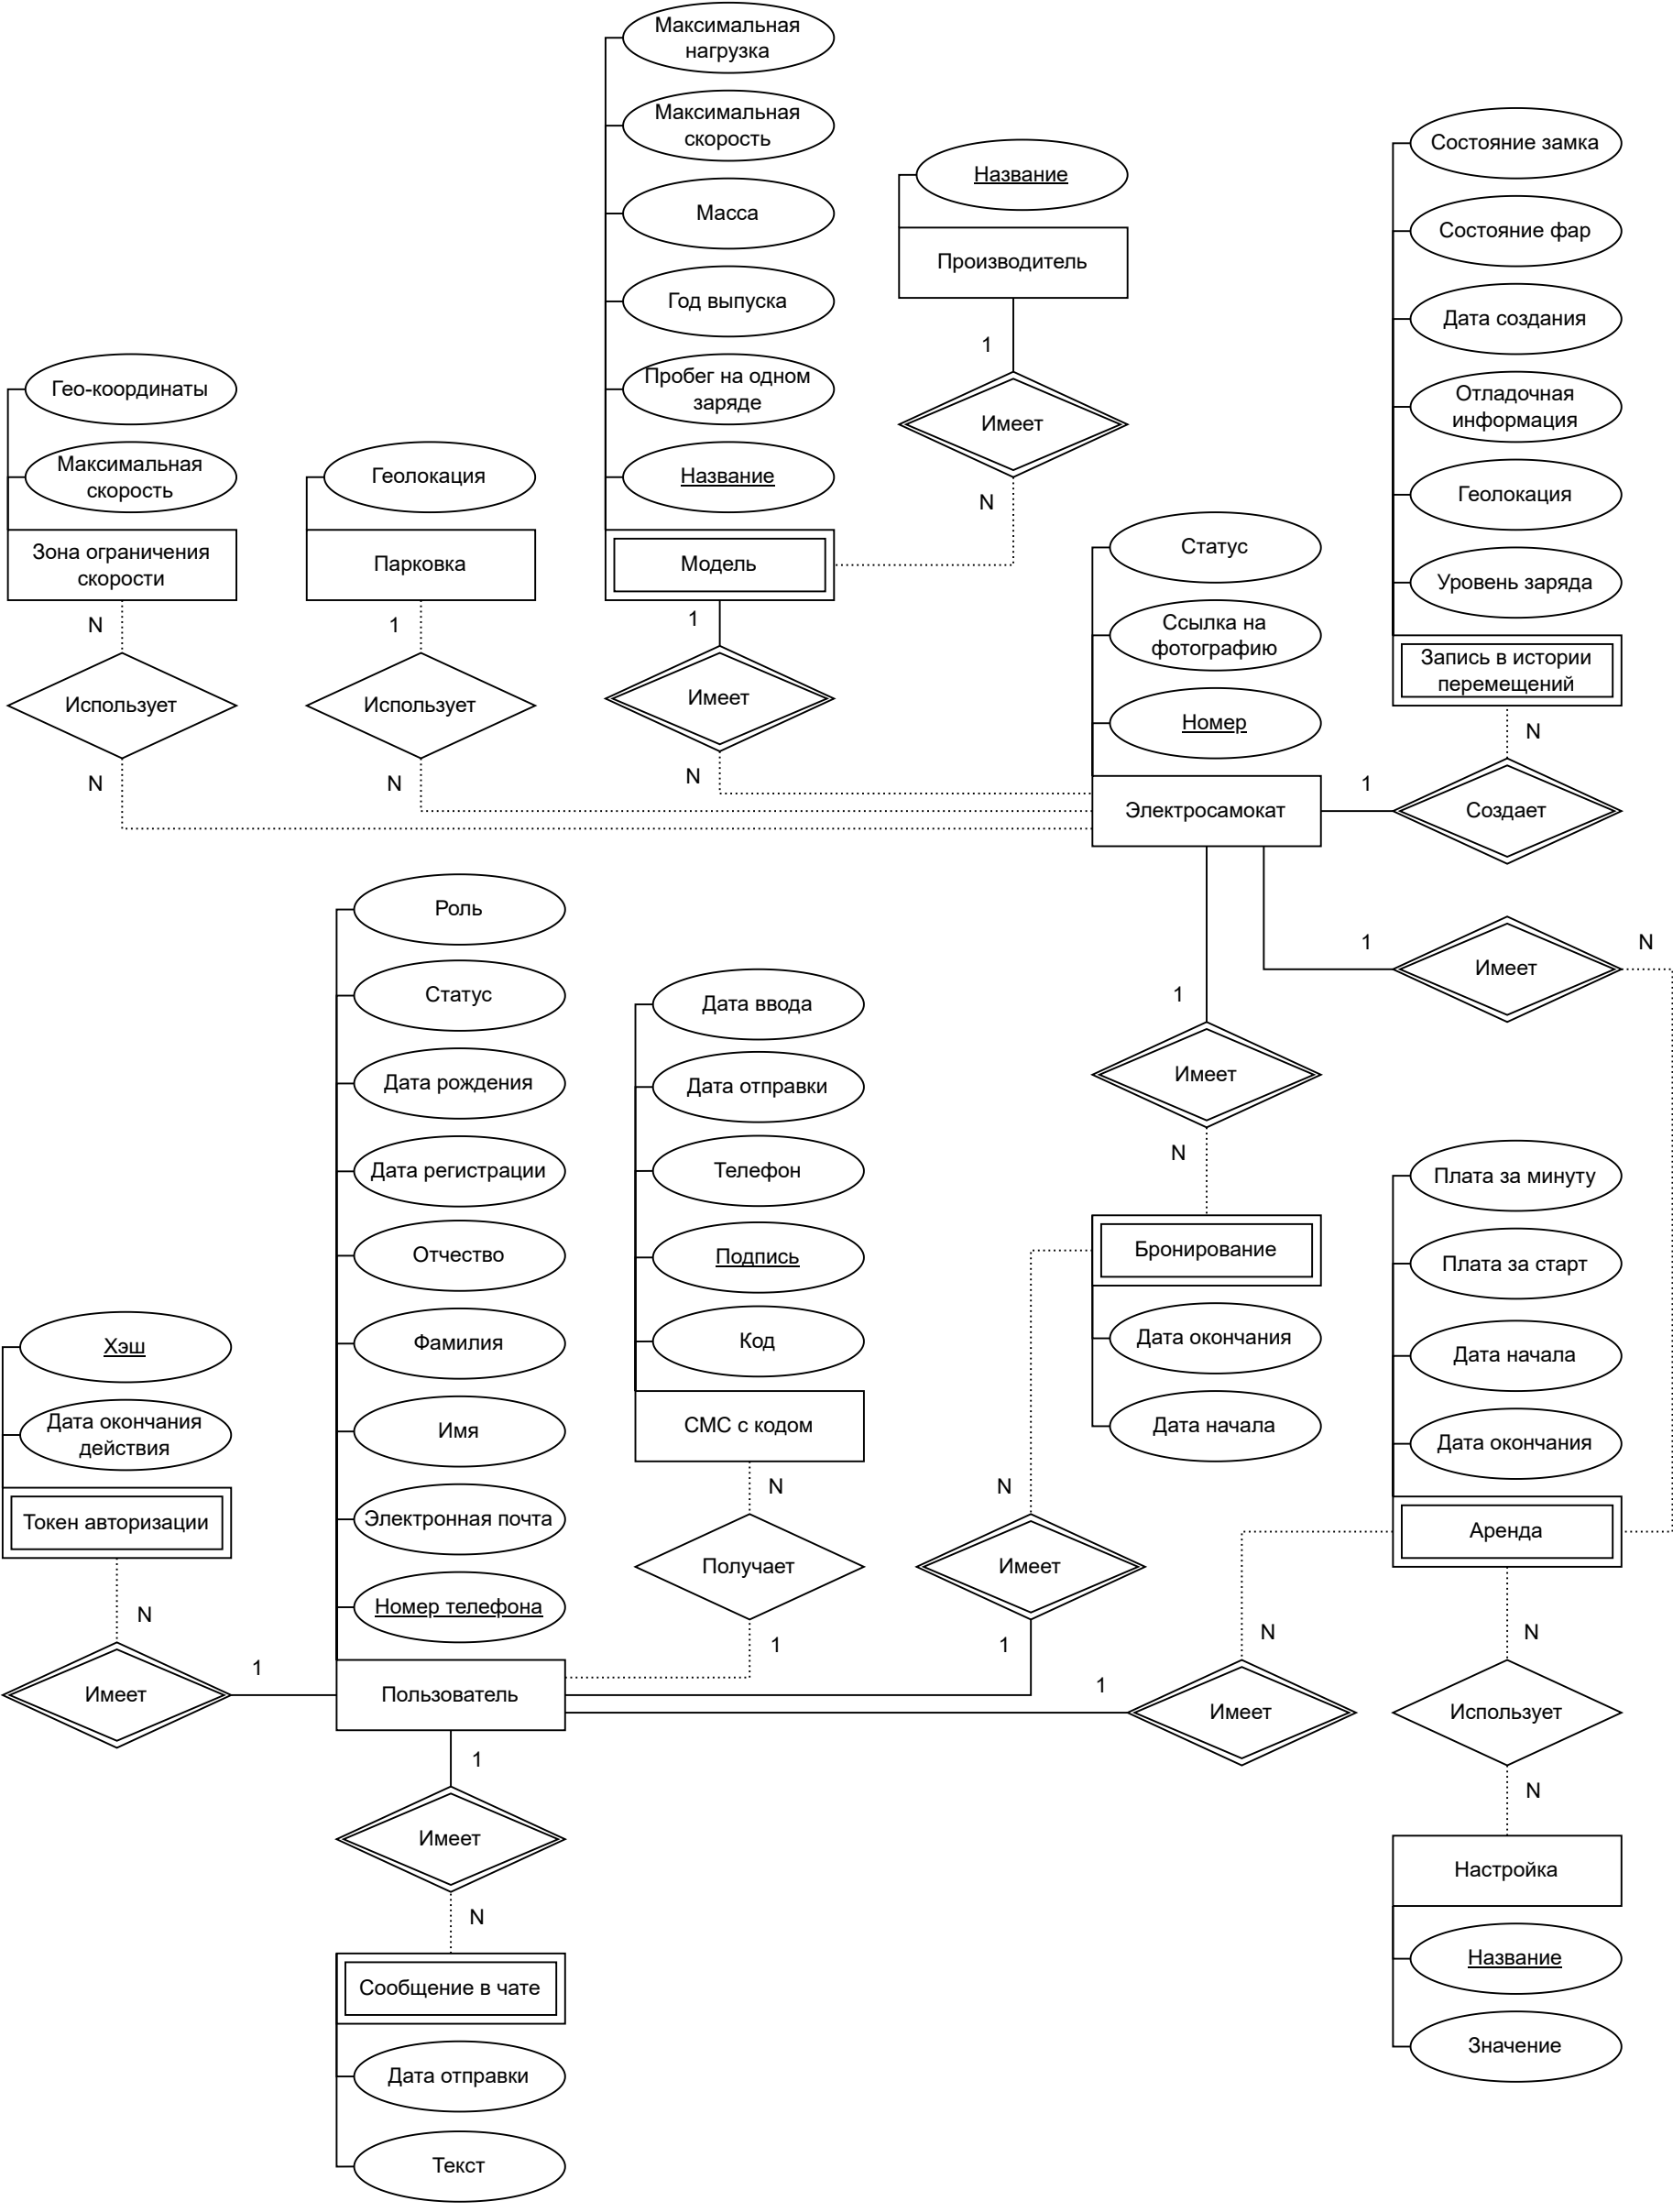 Максимальная
нагрузка
Максимальная
скорость
Масса
Год выпуска
Пробег на одном
заряде
Название
Модель
Название
Производитель
1
Имеет
N
Состояние замка
Состояние фар
Дата создания
Отладочная
информация
Геолокация
Уровень заряда
Запись в истории
перемещений
N
Создает
1
Гео-координаты
Максимальная
скорость
Зона ограничения
скорости
N
Использует
N
Геолокация
Парковка
1
Использует
N
1
Имеет
N
Статус
Ссылка на
фотографию
Номер
Электросамокат
1
Имеет
N
1
Имеет
N
Роль
Статус
Дата рождения
Дата регистрации
Отчество
Фамилия
Имя
Электронная почта
Номер телефона
Пользователь
Дата ввода
Дата отправки
Телефон
Подпись
Код
СМС с кодом
N
Получает
1
Бронирование
Дата окончания
Дата начала
N
Имеет
1
Плата за минуту
Плата за старт
Дата начала
Дата окончания
Аренда
N
Имеет
1
N
Использует
N
Настройка
Название
Значение
Хэш
Дата окончания
действия
Токен авторизации
N
Имеет
1
1
Имеет
N
Сообщение в чате
Дата отправки
Текст